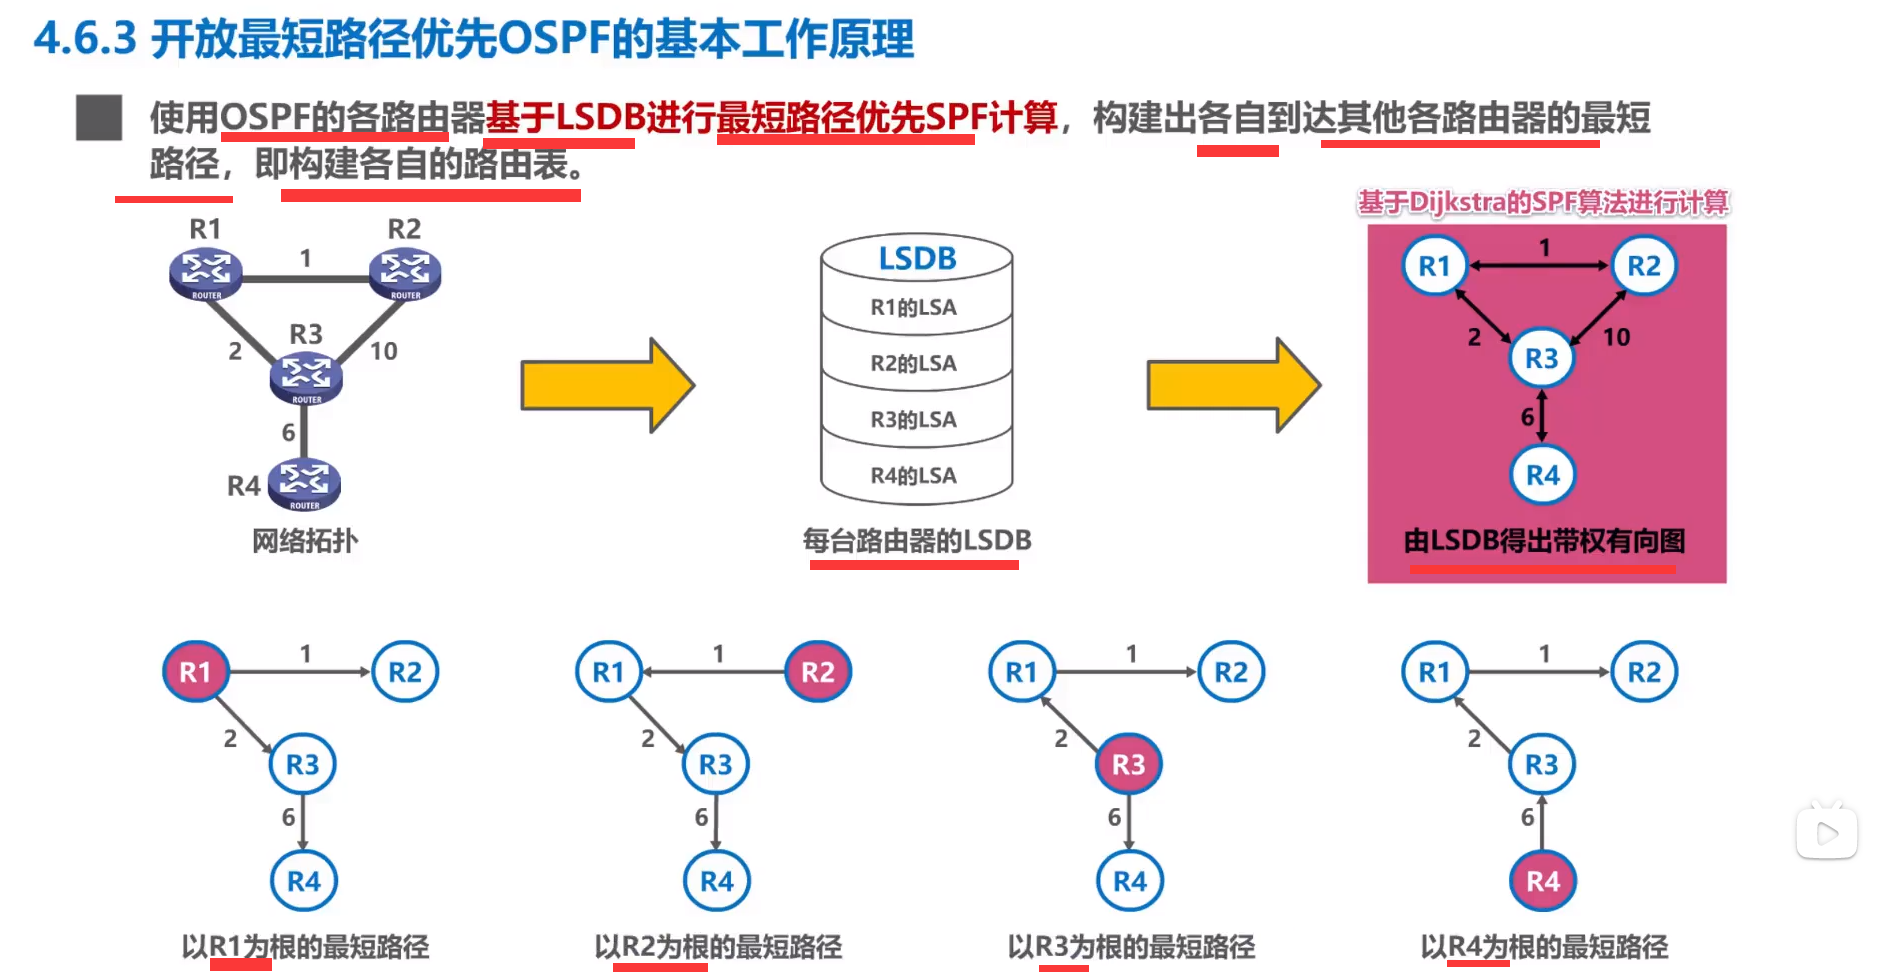 4.6.3 开放最短路径优先OSPF的基本工作原理
使用OSPF的各路由器基于LSDB进行最短路径优先SPF计算，构建出各自到达其他各路由器的最短
路径，即构建各自的路由表。
基于Dijkstra的SPF算法进行计算
R1
R2
1
ROUTER
ROUTER
R3
2
10
ROUTER
6
R4
ROUTER
网络拓扑
LSDB
R1的LSA
R2的LSA
R3的LSA
R4的LSA
每台路由器的LSDB
R1
1
R2
2
10
R3
6
R4
由LSDB得出带权有向图
R1
1
R2
2
R3
6
R4
以R1为根的最短路径
R1
1
R2
2
R3
6
R4
以R2为根的最短路径
R1
1
R2
2
R3
6
R4
以R3为根的最短路径
R1
1
R2
2
R3
6
R4
以R4为根的最短路径